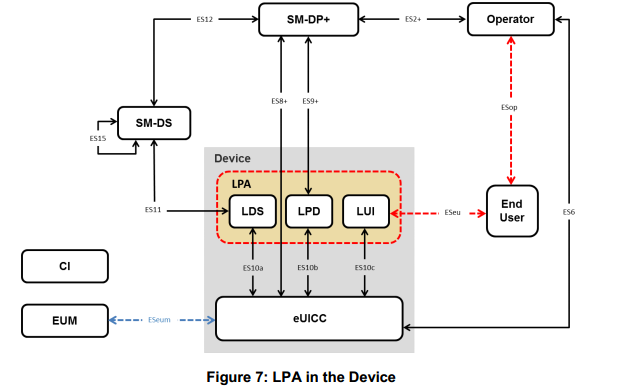 ES12
SM-DP+
ES2+
Operator
ES8+
ES9+
ESop
SM-DS
ES15
Device
LPA
LDS
LPD
LUI
ES11
ESeu
End
User
ES6
CI
ES10a
ES10b
ES10c
EUM
ESeum
eUICC
Figure 7: LPA in the Device